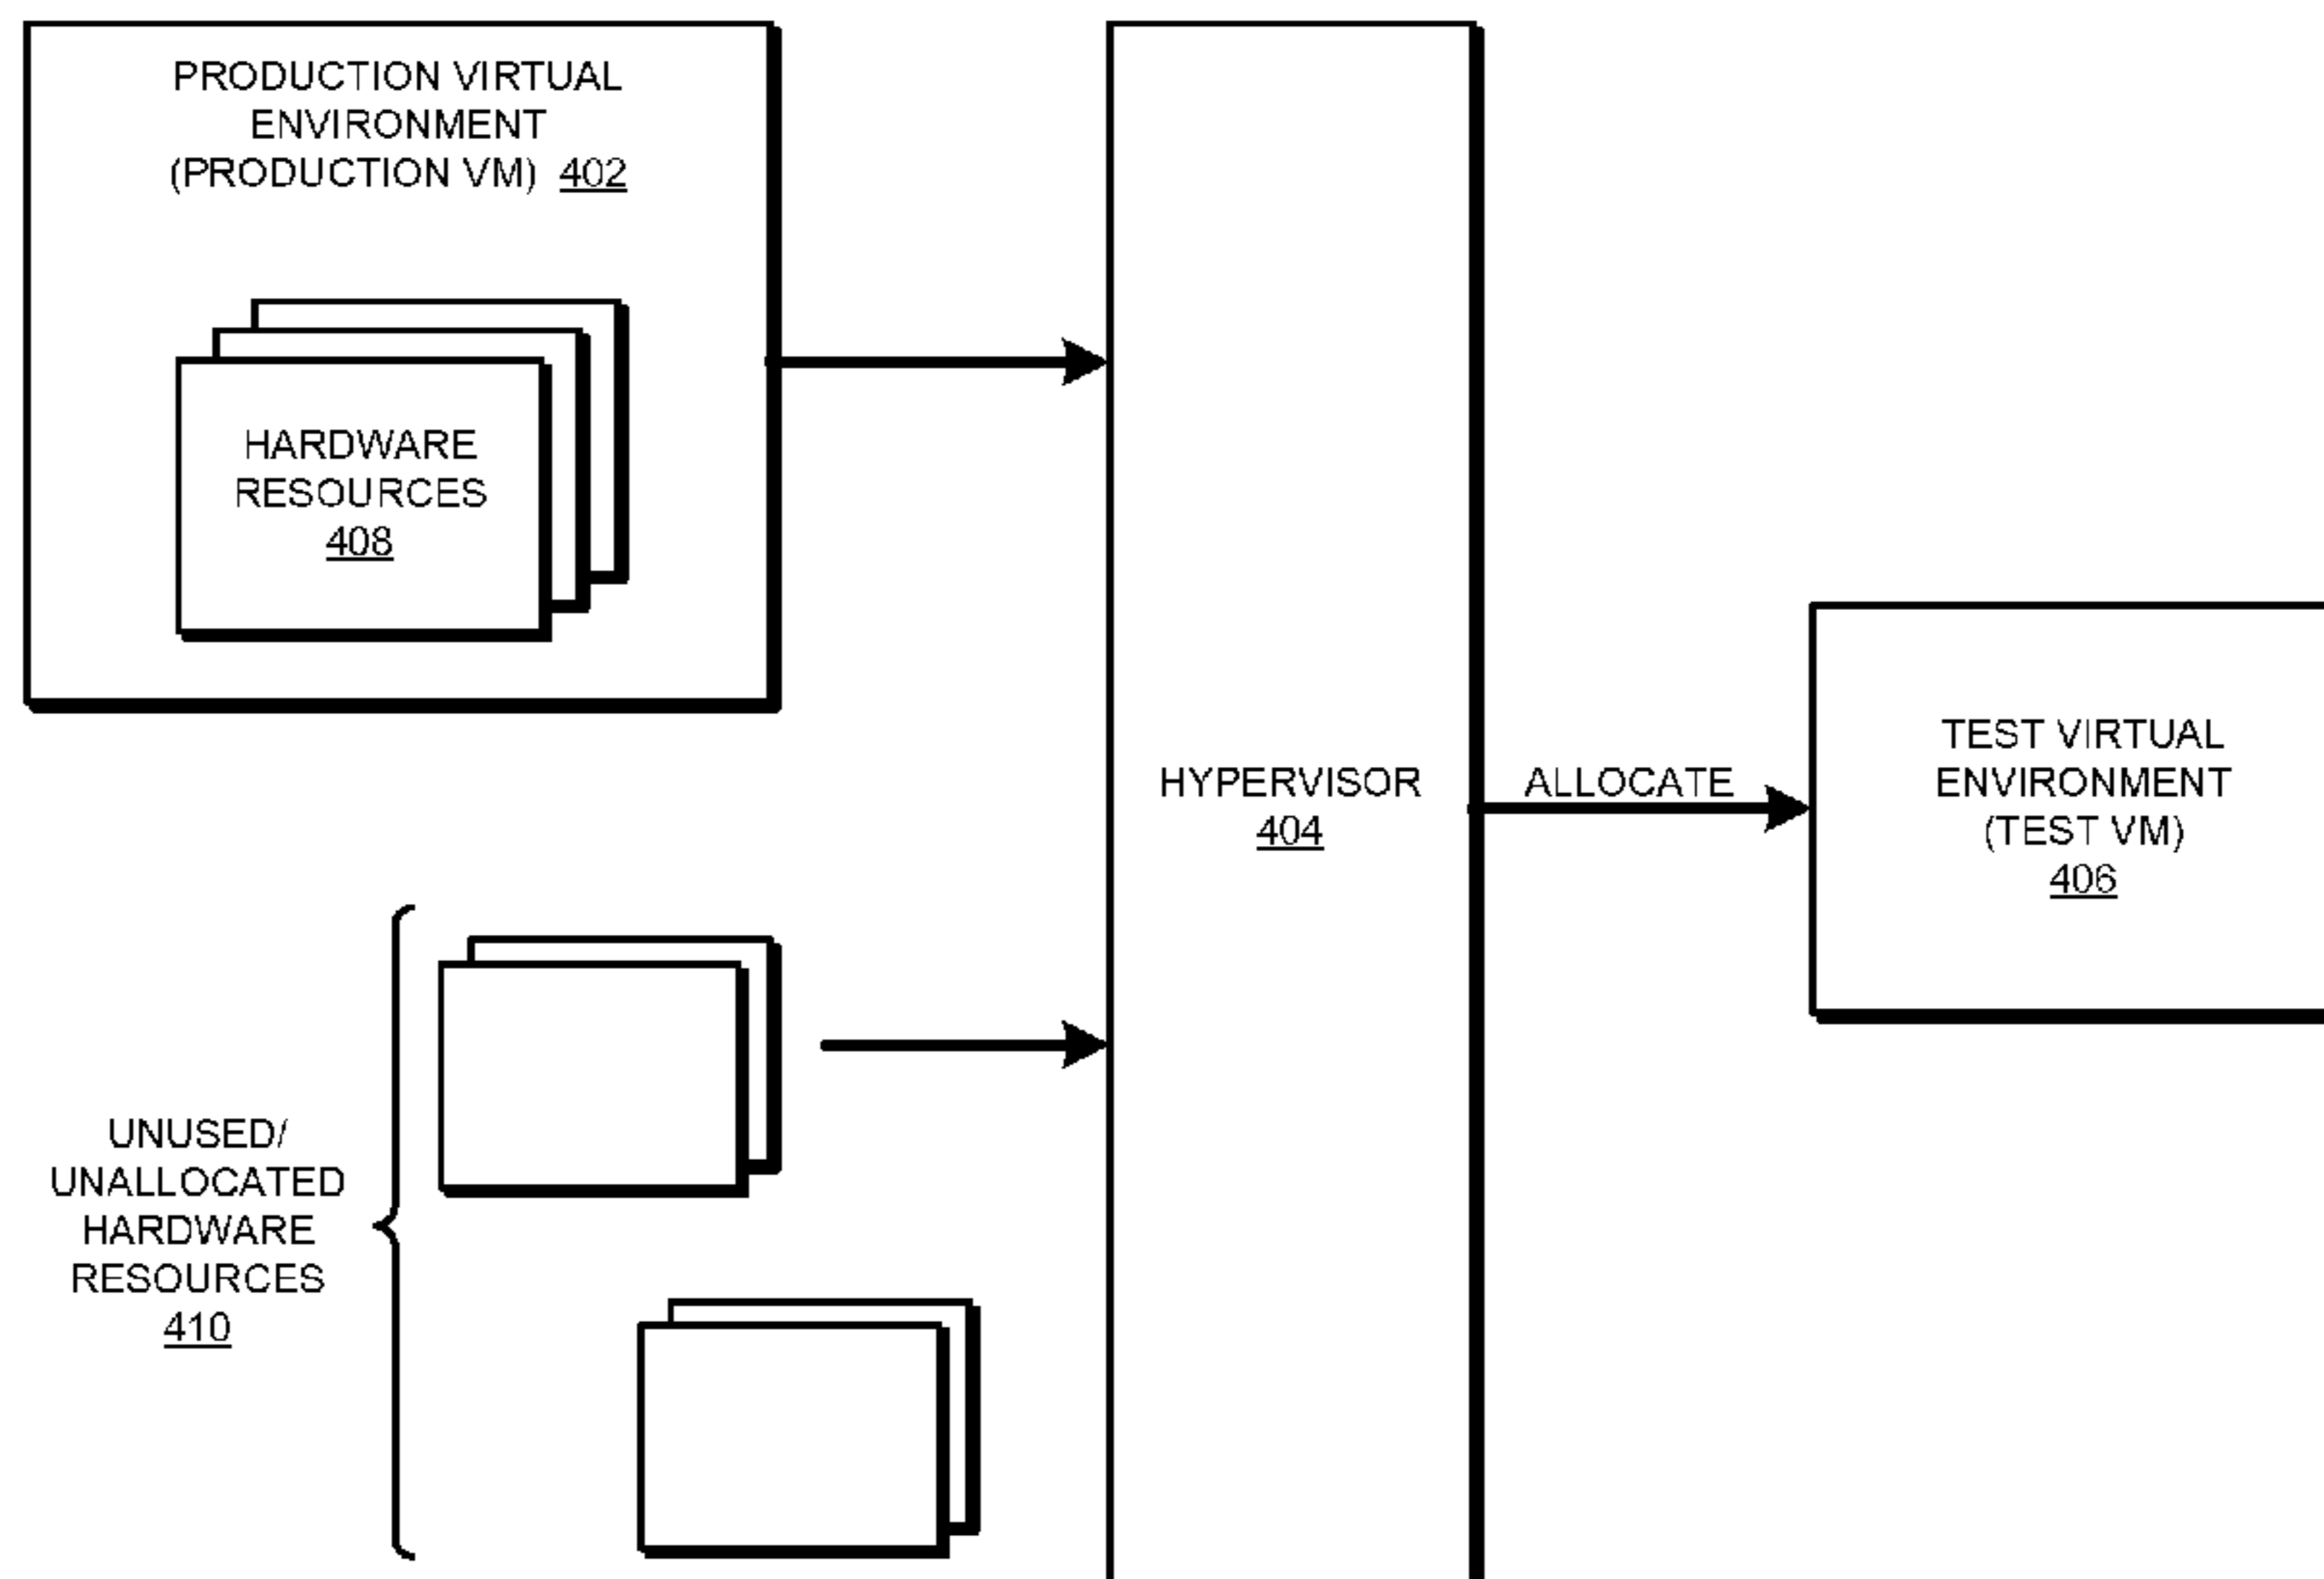 PRODUCTION VIRTUAL
ENVIRONMENT
(PRODUCTION VM) 402
HARDWARE
RESOURCES
408
HYPERVISOR
404
ALLOCATE
TEST VIRTUAL
ENVIRONMENT
(TEST VM)
406
UNUSED/
UNALLOCATED
HARDWARE
RESOURCES
410